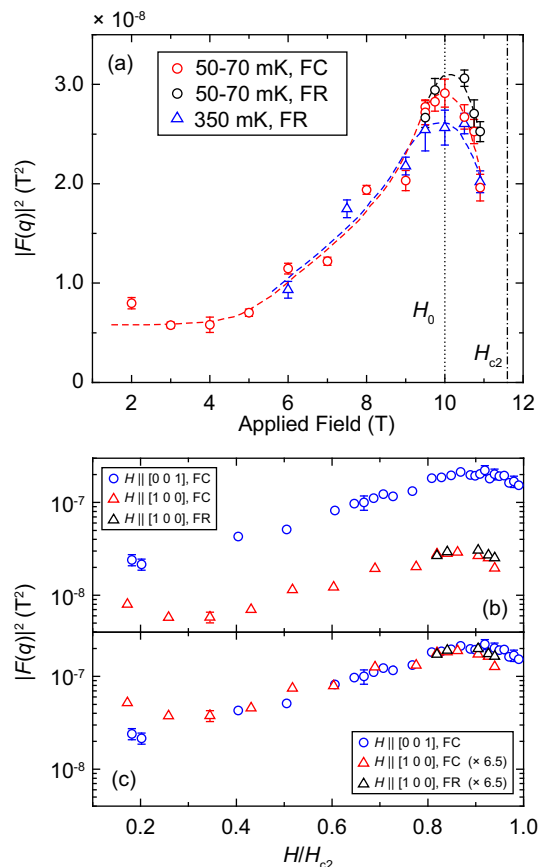 × 10⁻⁸
(a)
50-70 mK, FC
50-70 mK, FR
350 mK, FR
3.0
2.0
1.0
0
|F(q)|² (T²)
H₀
H_c2
2 4 6 8 10 12
Applied Field (T)
H || [0 0 1], FC
H || [1 0 0], FC
H || [1 0 0], FR
10⁻⁷
10⁻⁸
(b)
|F(q)|² (T²)
10⁻⁷
10⁻⁸
(c)
H || [0 0 1], FC
H || [1 0 0], FC (× 6.5)
H || [1 0 0], FR (× 6.5)
0.2 0.4 0.6 0.8 1.0
H/H_c2